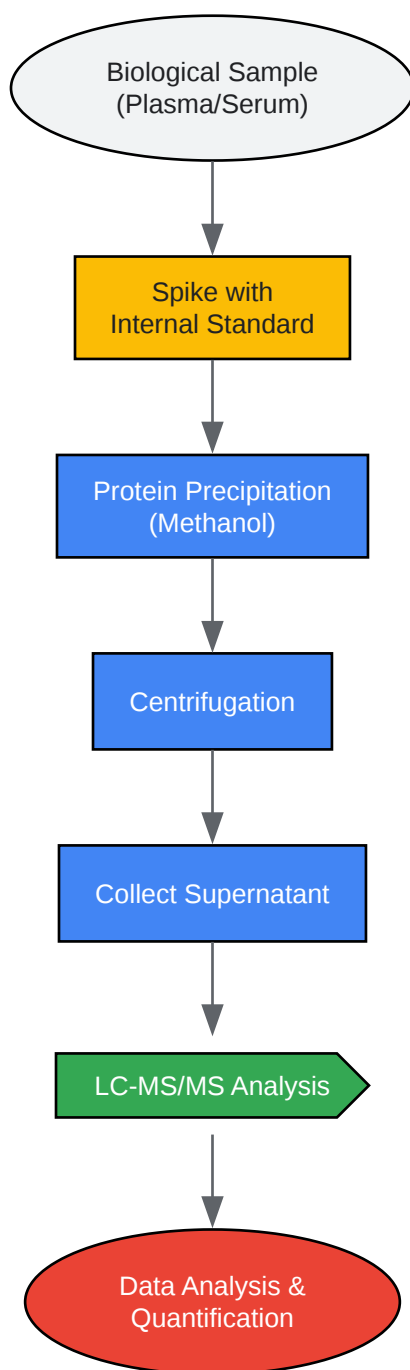 Biological Sample
(Plasma/Serum)
Spike with
Internal Standard
Protein Precipitation
(Methanol)
Centrifugation
Collect Supernatant
LC-MS/MS Analysis
Data Analysis &
Quantification